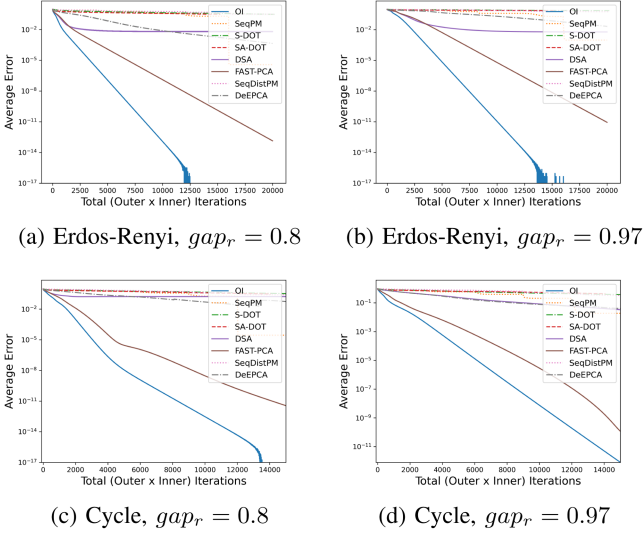 Average Error
10⁻²
10⁻⁵
10⁻⁸
10⁻¹¹
10⁻¹⁴
10⁻¹⁷
0 2500 5000 7500 10000 12500 15000 17500 20000
Total (Outer x Inner) Iterations
OI
SeqPM
S-DOT
SA-DOT
DSA
FAST-PCA
SeqDistPM
DeEPCA
(a) Erdos-Renyi, gap_r = 0.8
Average Error
10⁻²
10⁻⁵
10⁻⁸
10⁻¹¹
10⁻¹⁴
10⁻¹⁷
0 2500 5000 7500 10000 12500 15000 17500 20000
Total (Outer x Inner) Iterations
OI
SeqPM
S-DOT
SA-DOT
DSA
FAST-PCA
SeqDistPM
DeEPCA
(b) Erdos-Renyi, gap_r = 0.97
Average Error
10⁻²
10⁻⁵
10⁻⁸
10⁻¹¹
10⁻¹⁴
10⁻¹⁷
0 2000 4000 6000 8000 10000 12000 14000
Total (Outer x Inner) Iterations
OI
SeqPM
S-DOT
SA-DOT
DSA
FAST-PCA
SeqDistPM
DeEPCA
(c) Cycle, gap_r = 0.8
Average Error
10⁻¹
10⁻³
10⁻⁵
10⁻⁷
10⁻⁹
10⁻¹¹
0 2000 4000 6000 8000 10000 12000 14000
Total (Outer x Inner) Iterations
OI
SeqPM
S-DOT
SA-DOT
DSA
FAST-PCA
SeqDistPM
DeEPCA
(d) Cycle, gap_r = 0.97